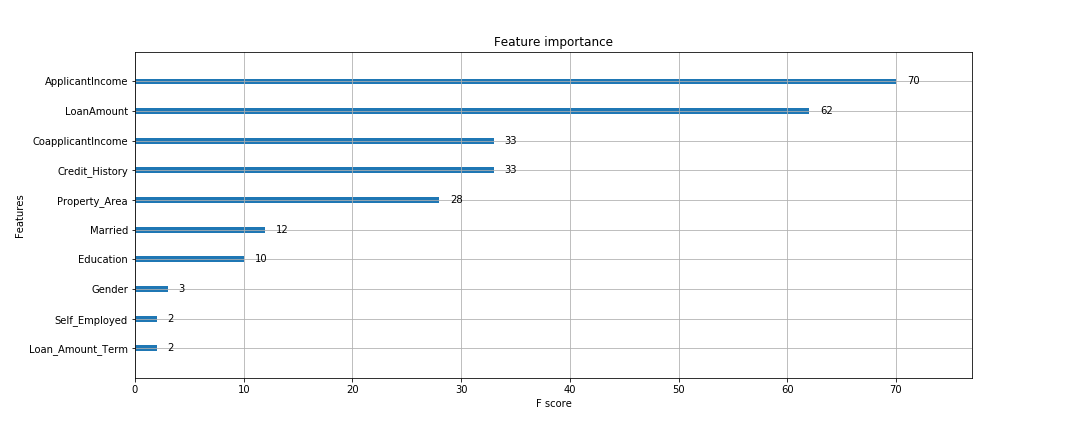 Feature importance
ApplicantIncome 70
LoanAmount 62
CoapplicantIncome 33
Credit_History 33
Property_Area 28
Married 12
Education 10
Gender 3
Self_Employed 2
Loan_Amount_Term 2
Features
0 10 20 30 40 50 60 70
F score